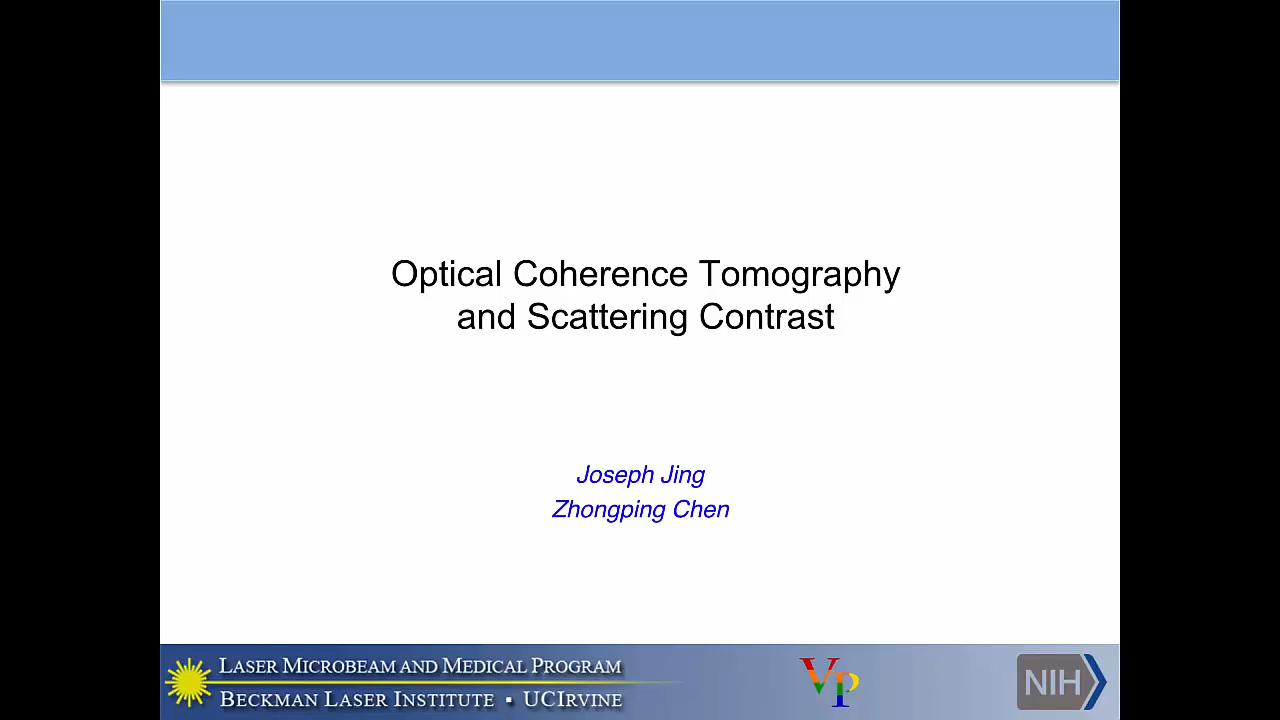 Optical Coherence Tomography
and Scattering Contrast
Joseph Jing
Zhongping Chen
LASER MICROBEAM AND MEDICAL PROGRAM
BECKMAN LASER INSTITUTE ▪ UCIRVINE
VP
NIH